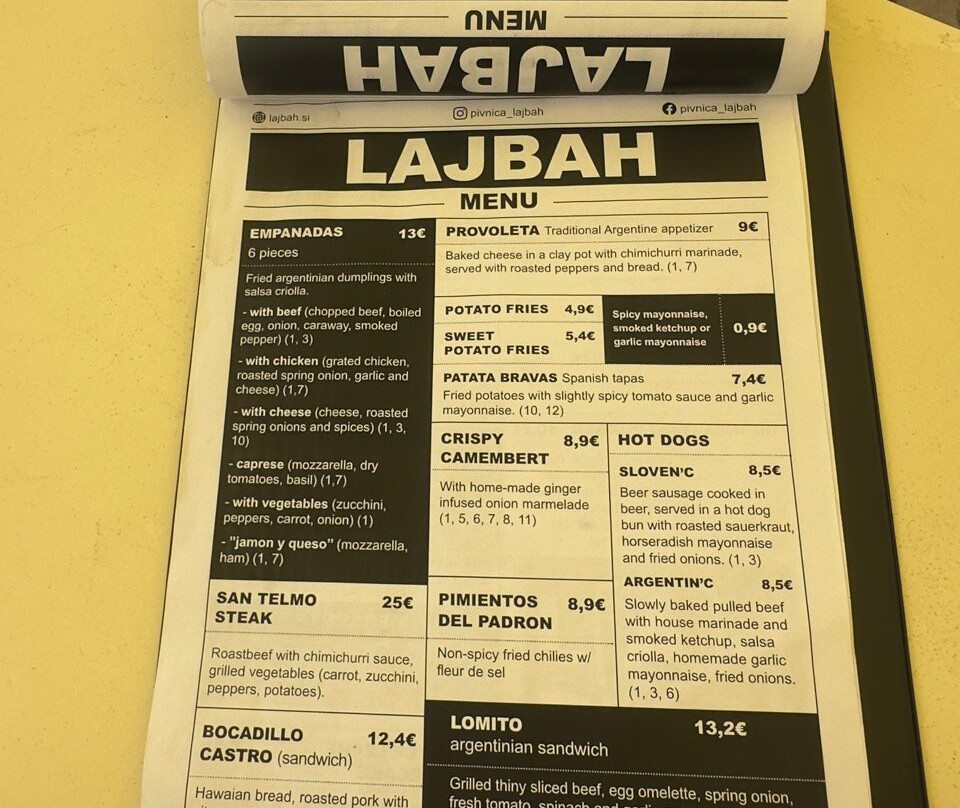 MENU
LAJBAH
lajbah.si
pivnica_lajbah
pivnica_lajbah
LAJBAH
MENU
EMPANADAS 13€
6 pieces
Fried argentinian dumplings with
salsa criolla.
- with beef (chopped beef, boiled
egg, onion, caraway, smoked
pepper) (1, 3)
- with chicken (grated chicken,
roasted spring onion, garlic and
cheese) (1,7)
- with cheese (cheese, roasted
spring onions and spices) (1, 3,
10)
- caprese (mozzarella, dry
tomatoes, basil) (1,7)
- with vegetables (zucchini,
peppers, carrot, onion) (1)
- "jamon y queso" (mozzarella,
ham) (1, 7)
SAN TELMO 25€
STEAK
Roastbeef with chimichurri sauce,
grilled vegetables (carrot, zucchini,
peppers, potatoes).
BOCADILLO 12,4€
CASTRO (sandwich)
Hawaian bread, roasted pork with
PROVOLETA Traditional Argentine appetizer 9€
Baked cheese in a clay pot with chimichurri marinade,
served with roasted peppers and bread. (1, 7)
POTATO FRIES 4,9€
SWEET 5,4€
POTATO FRIES
Spicy mayonnaise,
smoked ketchup or 0,9€
garlic mayonnaise
PATATA BRAVAS Spanish tapas 7,4€
Fried potatoes with slightly spicy tomato sauce and garlic
mayonnaise. (10, 12)
CRISPY 8,9€
CAMEMBERT
With home-made ginger
infused onion marmelade
(1, 5, 6, 7, 8, 11)
PIMIENTOS 8,9€
DEL PADRON
Non-spicy fried chilies w/
fleur de sel
HOT DOGS
SLOVEN'C 8,5€
Beer sausage cooked in
beer, served in a hot dog
bun with roasted sauerkraut,
horseradish mayonnaise
and fried onions. (1, 3)
ARGENTIN'C 8,5€
Slowly baked pulled beef
with house marinade and
smoked ketchup, salsa
criolla, homemade garlic
mayonnaise, fried onions.
(1, 3, 6)
LOMITO 13,2€
argentinian sandwich
Grilled thiny sliced beef, egg omelette, spring onion,
fresh tomato, spinach and